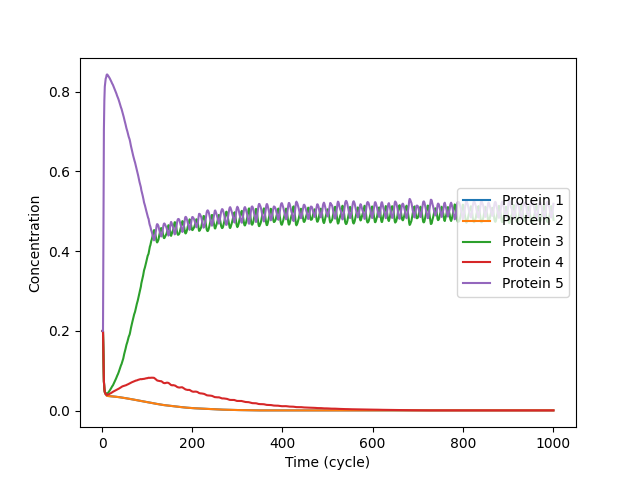 Concentration
0.8
0.6
0.4
0.2
0.0
Protein 1
Protein 2
Protein 3
Protein 4
Protein 5
0 200 400 600 800 1000
Time (cycle)